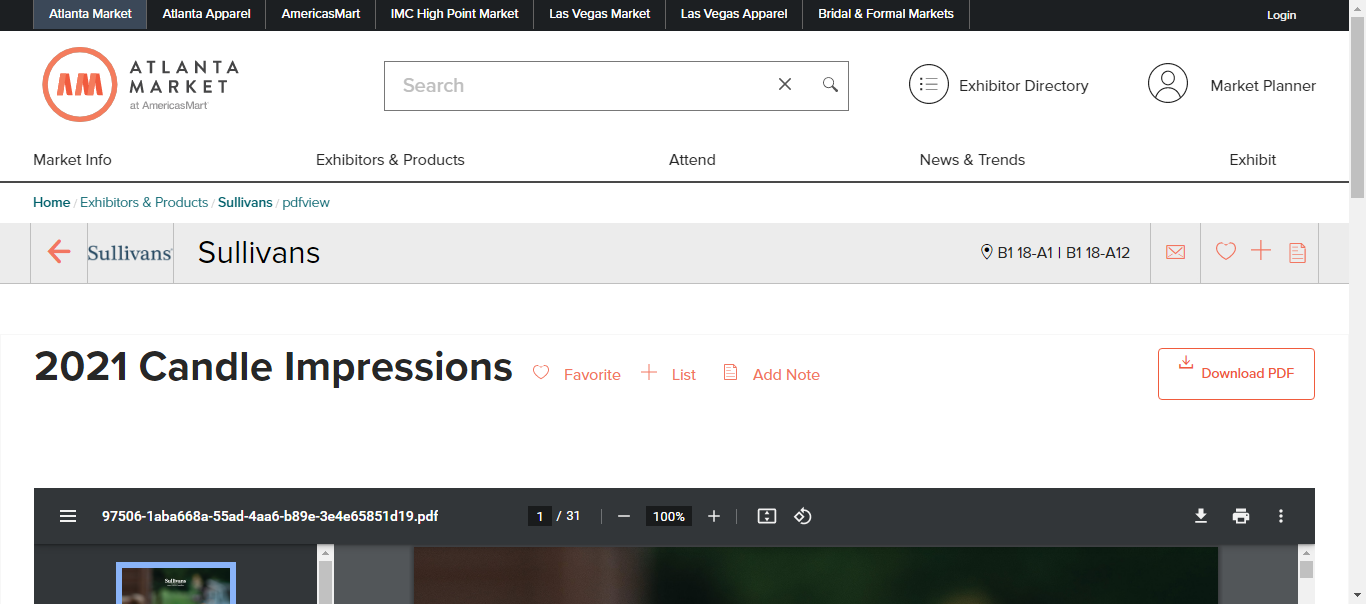 Atlanta Market Atlanta Apparel AmericasMart IMC High Point Market Las Vegas Market Las Vegas Apparel Bridal & Formal Markets Login
AM ATLANTA
MARKET
at AmericasMart
Search
Exhibitor Directory
Market Planner
Market Info Exhibitors & Products Attend News & Trends Exhibit
Home / Exhibitors & Products / Sullivans / pdfview
Sullivans Sullivans B1 18-A1 | B1 18-A12
2021 Candle Impressions Favorite List Add Note Download PDF
97506-1aba668a-55ad-4aa6-b89e-3e4e65851d19.pdf 1 / 31 100%
Sullivans